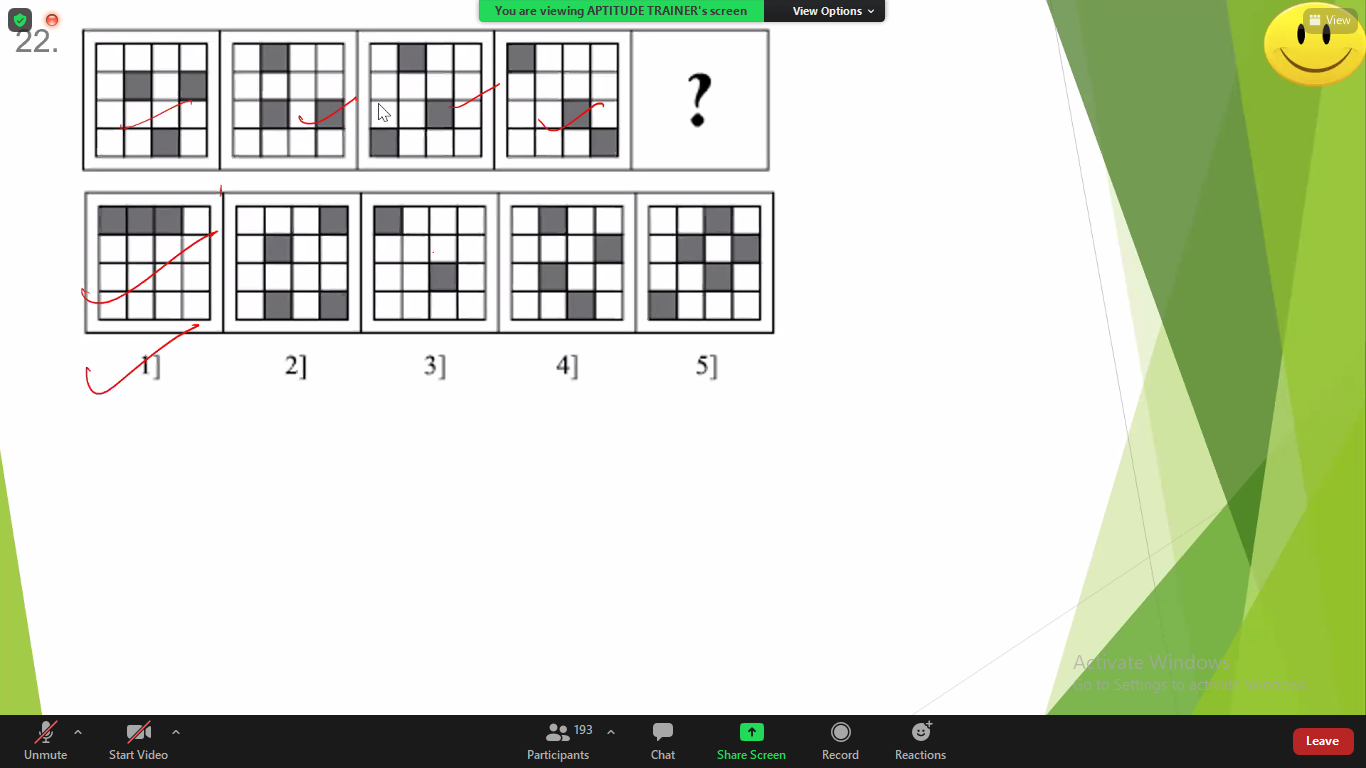 You are viewing APTITUDE TRAINER's screen
View Options
View
22.
?
1] 2] 3] 4] 5]
Activate Windows
Go to Settings to activate Windows.
Unmute
Start Video
193
Participants
Chat
Share Screen
Record
Reactions
Leave